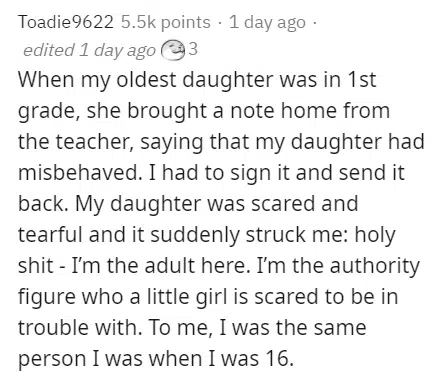 Toadie9622 5.5k points · 1 day ago ·
edited 1 day ago 3
When my oldest daughter was in 1st
grade, she brought a note home from
the teacher, saying that my daughter had
misbehaved. I had to sign it and send it
back. My daughter was scared and
tearful and it suddenly struck me: holy
shit - I’m the adult here. I’m the authority
figure who a little girl is scared to be in
trouble with. To me, I was the same
person I was when I was 16.